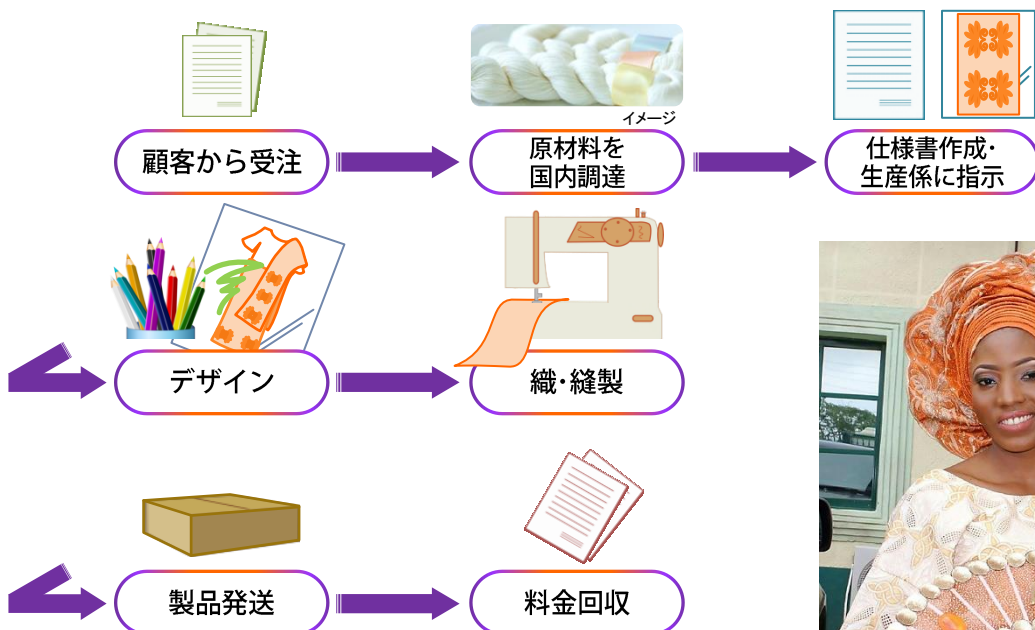 イメージ
顧客から受注
原材料を
国内調達
仕様書作成・
生産係に指示
デザイン
織・縫製
製品発送
料金回収